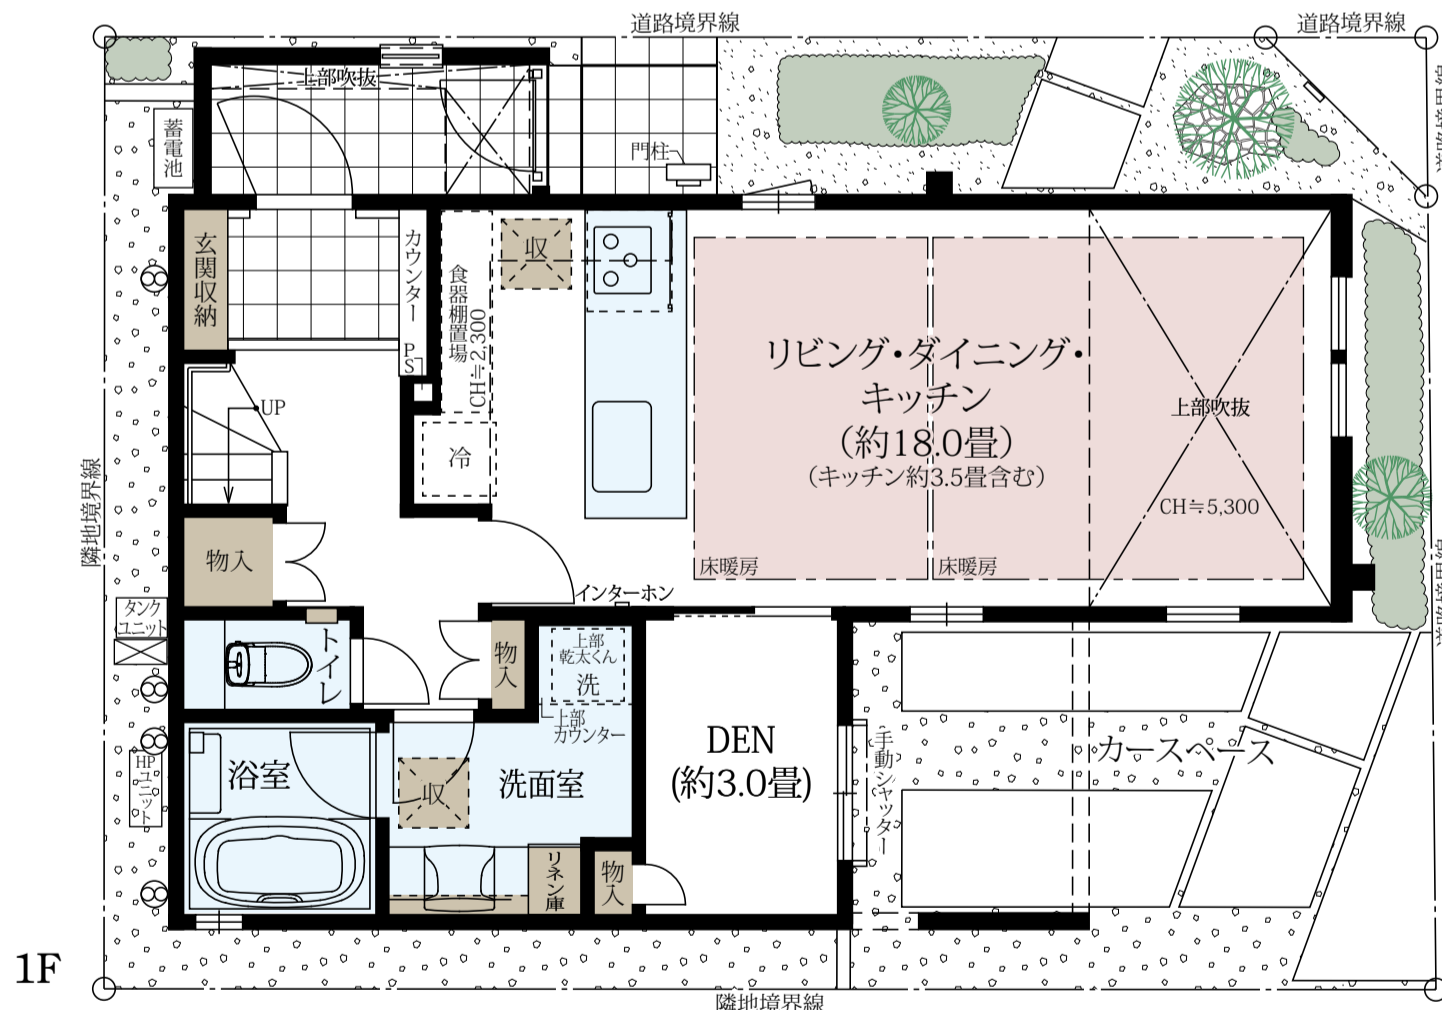 道路境界線
道路境界線
上部吹抜
蓄電池
門柱
玄関収納
カウンター
PS
食器棚置場
CH≒2,300
収
冷
UP
リビング・ダイニング・
キッチン
（約18.0畳）
（キッチン約3.5畳含む）
上部吹抜
CH≒5,300
床暖房
床暖房
隣地境界線
物入
インターホン
タンク
ユニット
トイレ
物入
上部
乾太くん
洗
上部
カウンター
DEN
(約3.0畳)
手動シャッター
カースペース
HP
ユニット
浴室
収
洗面室
リネン庫
物入
1F
隣地境界線